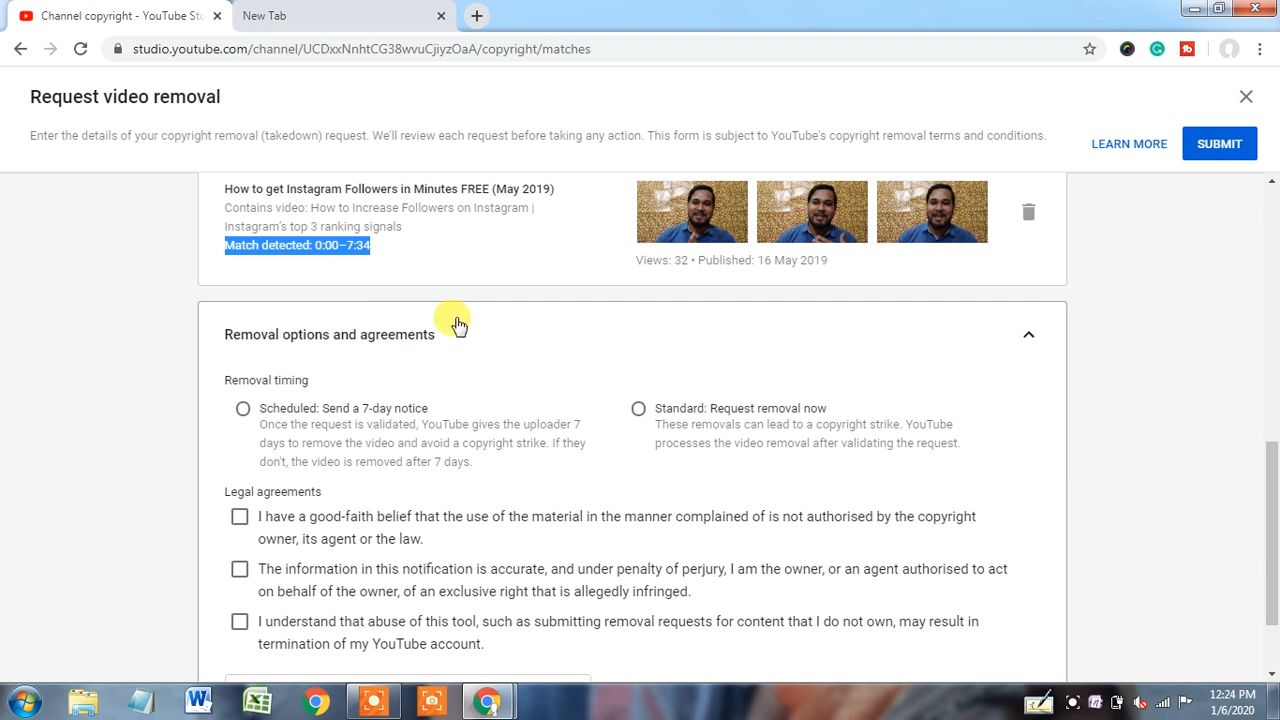 Channel copyright - YouTube Stu
New Tab
studio.youtube.com/channel/UCDxxNnhtCG38wvuCjiyzOaA/copyright/matches
Request video removal
Enter the details of your copyright removal (takedown) request. We'll review each request before taking any action. This form is subject to YouTube's copyright removal terms and conditions.
LEARN MORE
SUBMIT
How to get Instagram Followers in Minutes FREE (May 2019)
Contains video: How to Increase Followers on Instagram |
Instagram's top 3 ranking signals
Match detected: 0:00–7:34
Views: 32 • Published: 16 May 2019
Removal options and agreements
Removal timing
Scheduled: Send a 7-day notice
Once the request is validated, YouTube gives the uploader 7
days to remove the video and avoid a copyright strike. If they
don't, the video is removed after 7 days.
Standard: Request removal now
These removals can lead to a copyright strike. YouTube
processes the video removal after validating the request.
Legal agreements
I have a good-faith belief that the use of the material in the manner complained of is not authorised by the copyright
owner, its agent or the law.
The information in this notification is accurate, and under penalty of perjury, I am the owner, or an agent authorised to act
on behalf of the owner, of an exclusive right that is allegedly infringed.
I understand that abuse of this tool, such as submitting removal requests for content that I do not own, may result in
termination of my YouTube account.
12:24 PM
1/6/2020